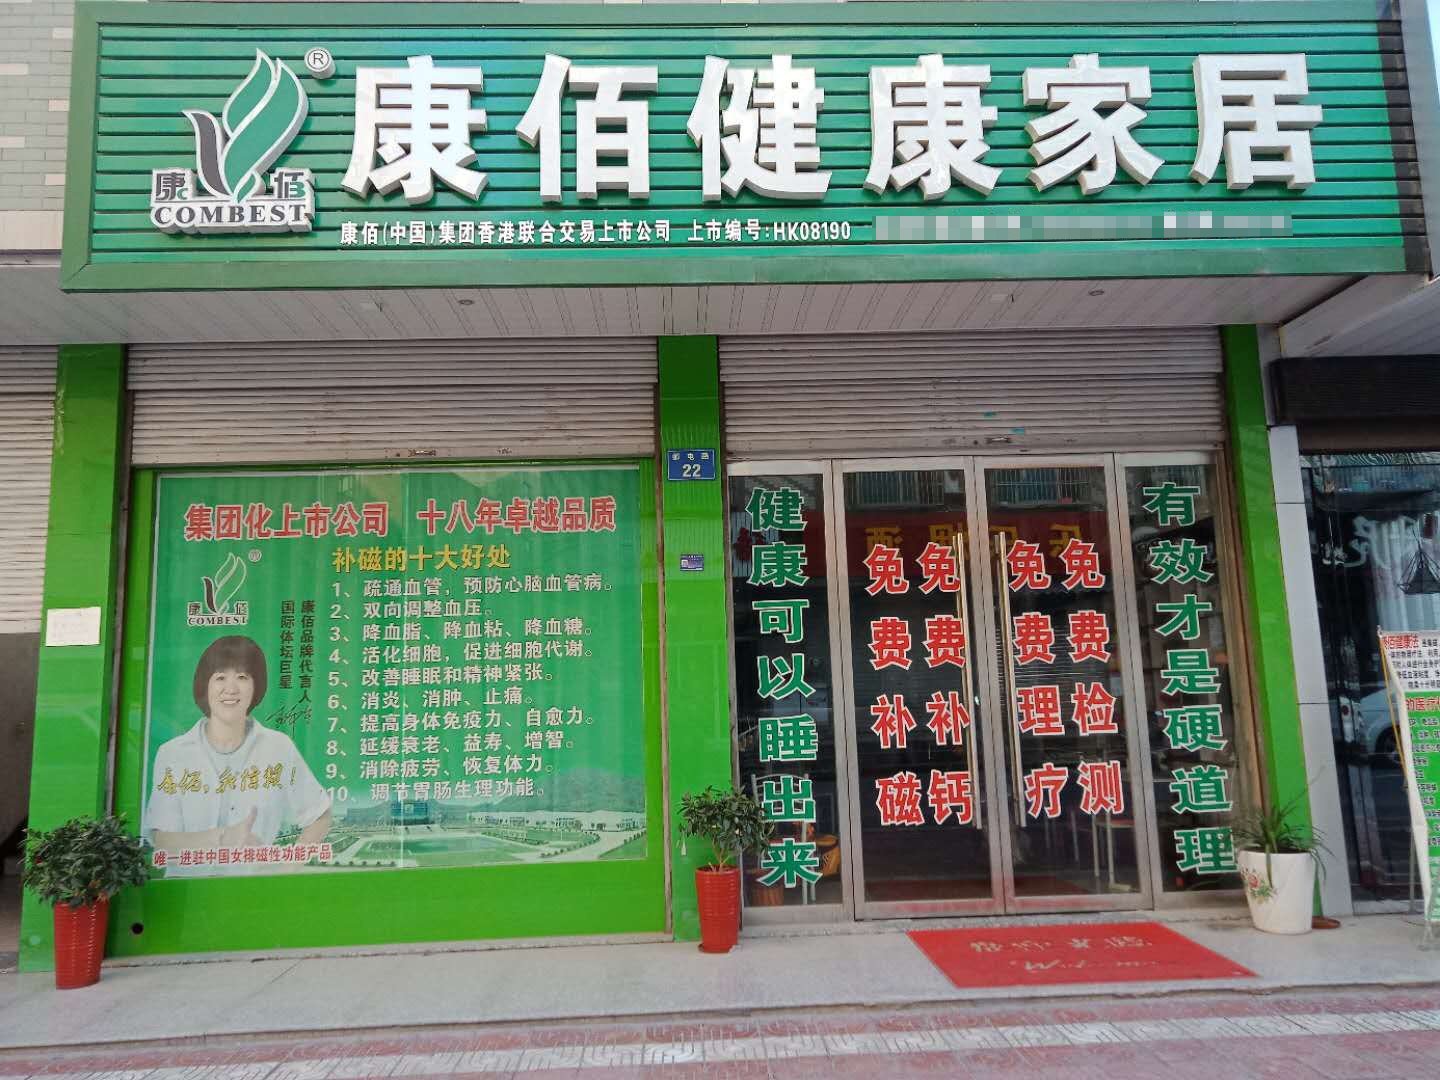 康佰健康家居
®
康佰
COMBEST
康佰(中国)集团香港联合交易上市公司 上市编号:HK08190
邮电路
22
集团化上市公司 十八年卓越品质
补磁的十大好处
1、疏通血管，预防心脑血管病。
2、双向调整血压。
3、降血脂、降血粘、降血糖。
4、活化细胞，促进细胞代谢。
5、改善睡眠和精神紧张。
6、消炎、消肿、止痛。
7、提高身体免疫力、自愈力。
8、延缓衰老、益寿、增智。
9、消除疲劳、恢复体力。
10、调节胃肠生理功能。
®
康佰
COMBEST
康佰品牌代言人
国际体坛巨星
康佰，我信赖！
唯一进驻中国女排磁性功能产品
健康可以睡出来
免费补磁
免费补钙
免费理疗
免费检测
有效才是硬道理